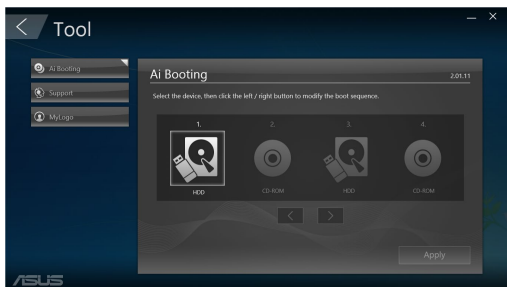 Tool
Ai Booting
Support
MyLogo
Ai Booting
2.01.11
Select the device, then click the left / right button to modify the boot sequence.
1. 2. 3. 4.
HDD CD-ROM HDD CD-ROM
Apply
ASUS